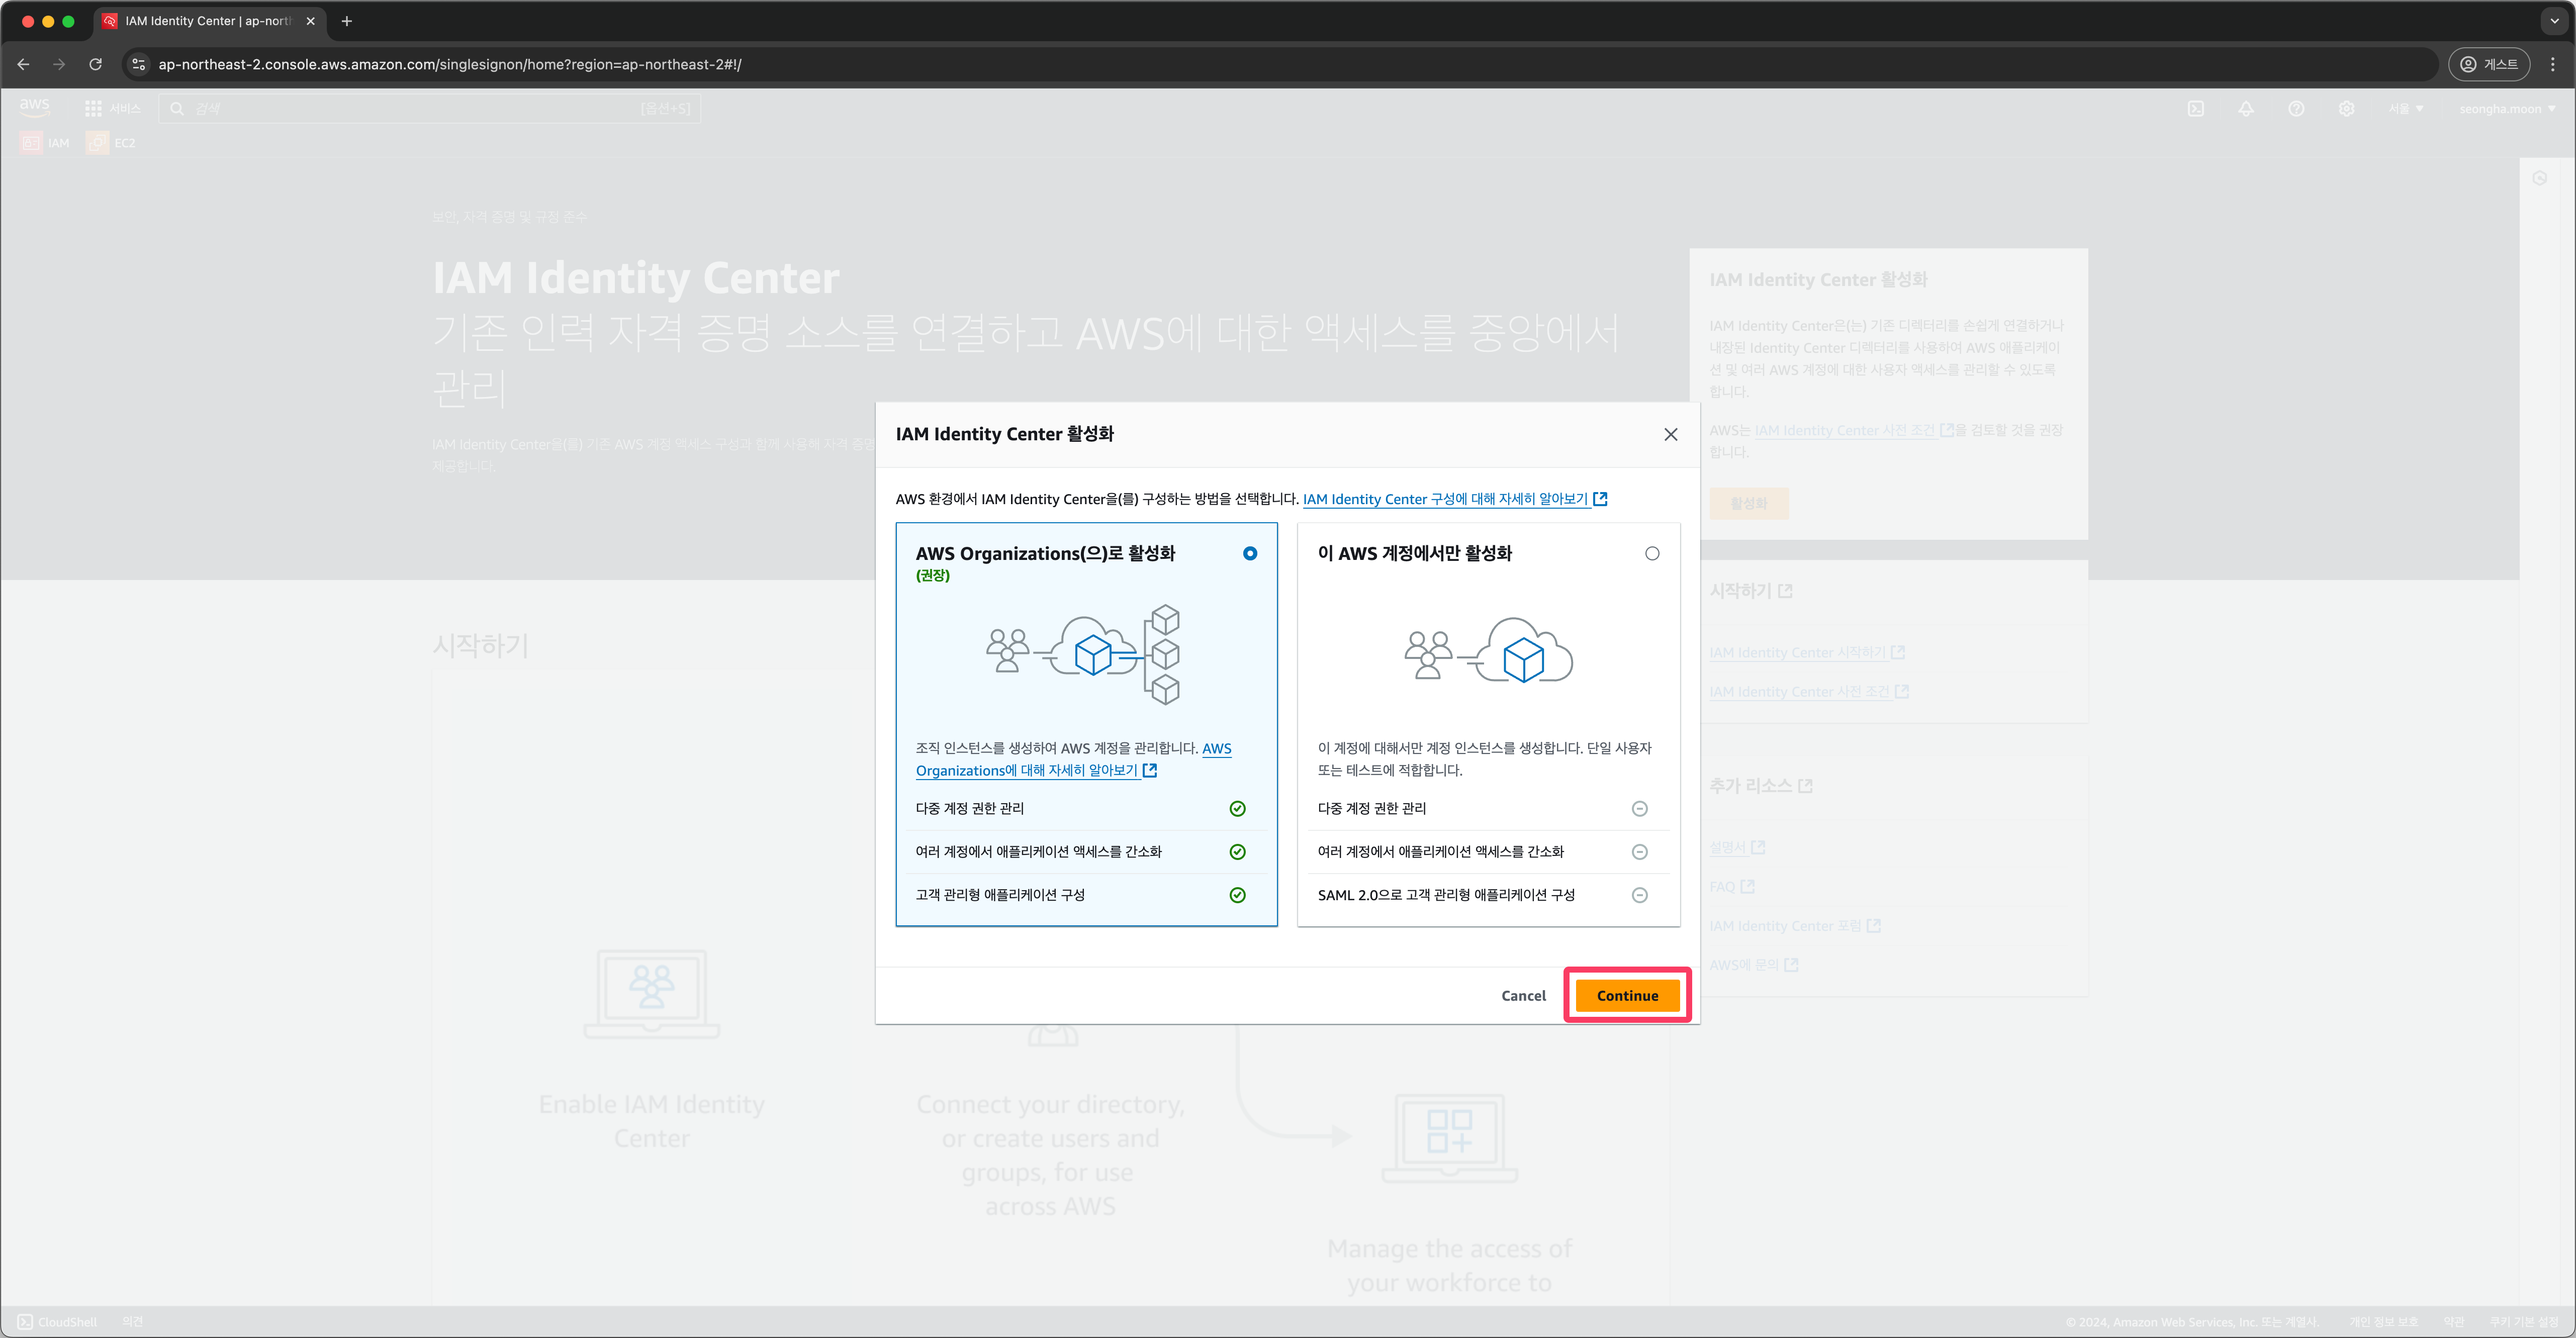 IAM Identity Center | ap-north
ap-northeast-2.console.aws.amazon.com/singlesignon/home?region=ap-northeast-2#!/
게스트
aws
서비스
검색
[옵션+S]
서울
seongha.moon
IAM
EC2
보안, 자격 증명 및 규정 준수
IAM Identity Center
기존 인력 자격 증명 소스를 연결하고 AWS에 대한 액세스를 중앙에서
관리
IAM Identity Center을(를) 기존 AWS 계정 액세스 구성과 함께 사용해 자격 증명
제공합니다.
IAM Identity Center 활성화
IAM Identity Center은(는) 기존 디렉터리를 손쉽게 연결하거나
내장된 Identity Center 디렉터리를 사용하여 AWS 애플리케이
션 및 여러 AWS 계정에 대한 사용자 액세스를 관리할 수 있도록
합니다.
AWS는 IAM Identity Center 사전 조건 을 검토할 것을 권장
합니다.
활성화
IAM Identity Center 활성화
AWS 환경에서 IAM Identity Center을(를) 구성하는 방법을 선택합니다. IAM Identity Center 구성에 대해 자세히 알아보기
AWS Organizations(으)로 활성화
(권장)
조직 인스턴스를 생성하여 AWS 계정을 관리합니다. AWS
Organizations에 대해 자세히 알아보기
다중 계정 권한 관리
여러 계정에서 애플리케이션 액세스를 간소화
고객 관리형 애플리케이션 구성
이 AWS 계정에서만 활성화
이 계정에 대해서만 계정 인스턴스를 생성합니다. 단일 사용자
또는 테스트에 적합합니다.
다중 계정 권한 관리
여러 계정에서 애플리케이션 액세스를 간소화
SAML 2.0으로 고객 관리형 애플리케이션 구성
Cancel
Continue
시작하기
IAM Identity Center 시작하기
IAM Identity Center 사전 조건
추가 리소스
설명서
FAQ
IAM Identity Center 포럼
AWS에 문의
시작하기
Enable IAM Identity
Center
Connect your directory,
or create users and
groups, for use
across AWS
Manage the access of
your workforce to
CloudShell
의견
© 2024, Amazon Web Services, Inc. 또는 계열사.
개인 정보 보호
약관
쿠키 기본 설정